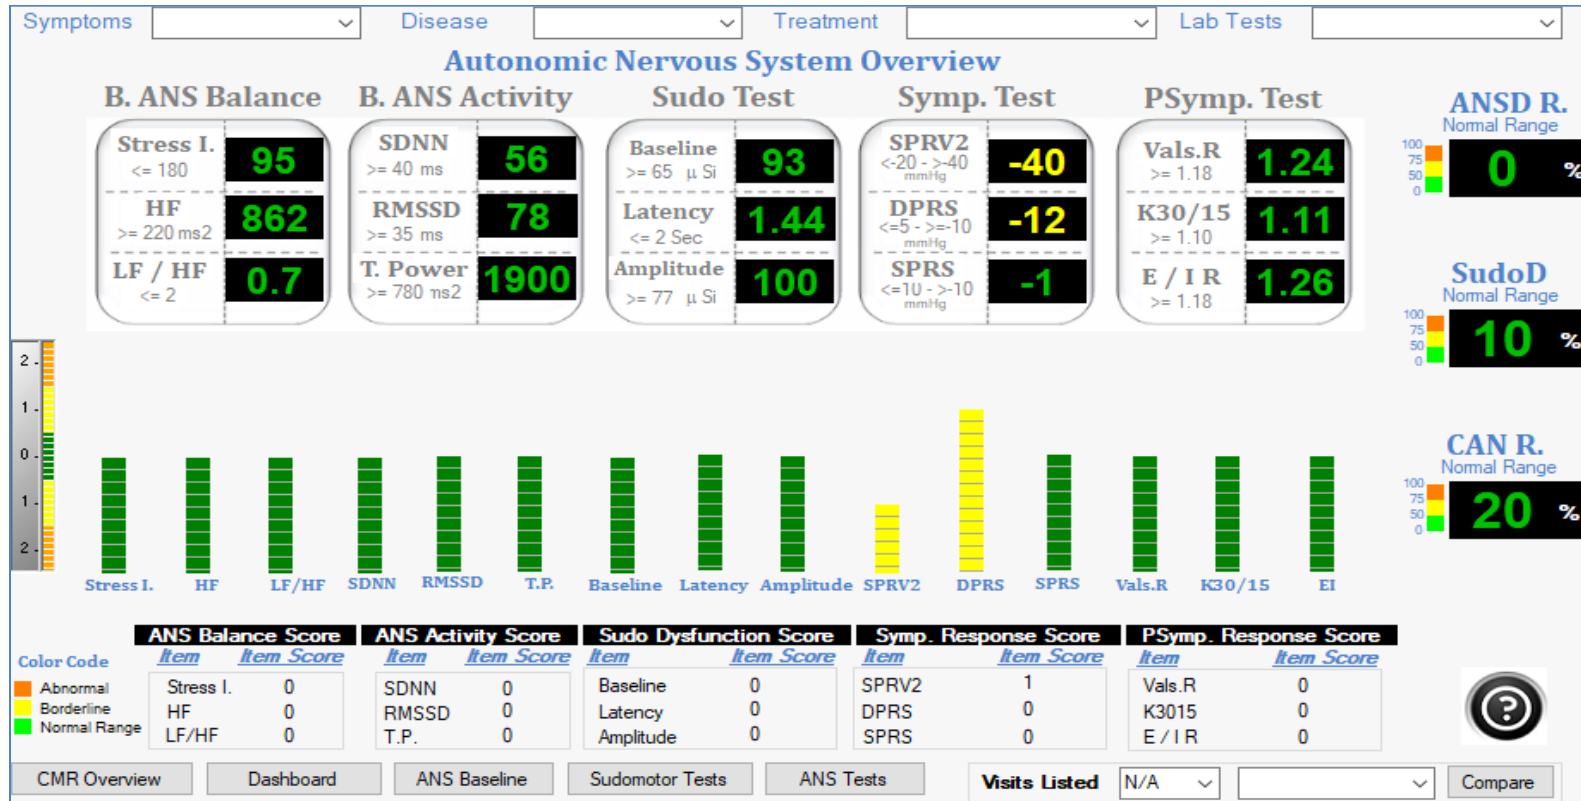 Symptoms Disease Treatment Lab Tests
Autonomic Nervous System Overview
B. ANS Balance B. ANS Activity Sudo Test Symp. Test PSymp. Test
Stress I. <= 180 95
HF >= 220 ms2 862
LF / HF <= 2 0.7
SDNN >= 40 ms 56
RMSSD >= 35 ms 78
T. Power >= 780 ms2 1900
Baseline >= 65 μ Si 93
Latency <= 2 Sec 1.44
Amplitude >= 77 μ Si 100
SPRV2 <-20 - >-40 mmHg -40
DPRS <=5 - >=-10 mmHg -12
SPRS <=10 - >-10 mmHg -1
Vals.R >= 1.18 1.24
K30/15 >= 1.10 1.11
E / I R >= 1.18 1.26
ANSD R.
Normal Range
100
75
50
0
0 %
SudoD
Normal Range
100
75
50
0
10 %
CAN R.
Normal Range
100
75
50
0
20 %
2 -
1 -
0 -
1 -
2 -
Stress I. HF LF/HF SDNN RMSSD T.P. Baseline Latency Amplitude SPRV2 DPRS SPRS Vals.R K30/15 EI
Color Code
Abnormal
Borderline
Normal Range
ANS Balance Score
Item Item Score
Stress I. 0
HF 0
LF/HF 0
ANS Activity Score
Item Item Score
SDNN 0
RMSSD 0
T.P. 0
Sudo Dysfunction Score
Item Item Score
Baseline 0
Latency 0
Amplitude 0
Symp. Response Score
Item Item Score
SPRV2 1
DPRS 0
SPRS 0
PSymp. Response Score
Item Item Score
Vals.R 0
K3015 0
E / I R 0
?
CMR Overview Dashboard ANS Baseline Sudomotor Tests ANS Tests Visits Listed N/A Compare